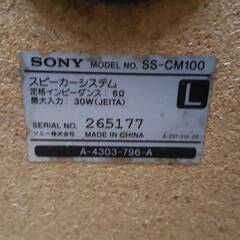 SONY MODEL NO. SS-CM100
スピーカーシステム
定格インピーダンス: 6Ω
最大入力: 30W(JEITA)
L
SERIAL NO. 265177
ソニー株式会社 MADE IN CHINA
A-4303-796-A